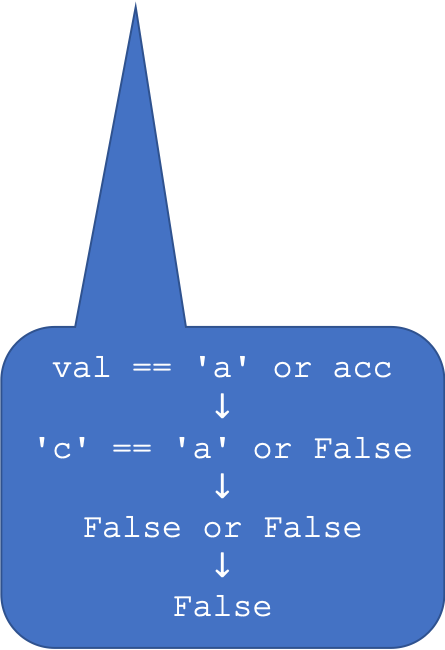 val == 'a' or acc
↓
'c' == 'a' or False
↓
False or False
↓
False